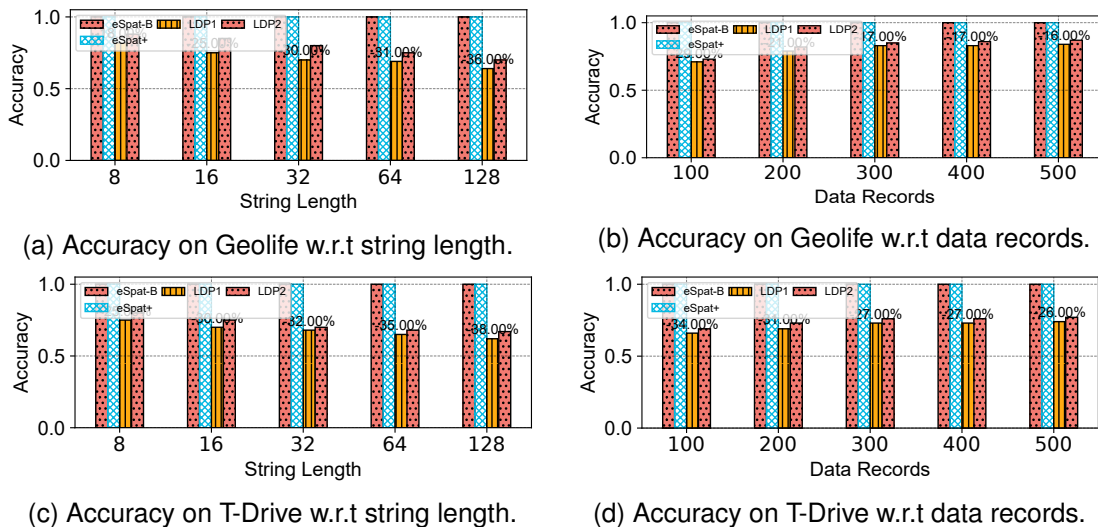 eSpat-B LDP1 LDP2
eSpat+
Accuracy
1.0
0.5
0.0
-25.00%
-30.00%
-31.00%
-36.00%
8 16 32 64 128
String Length
(a) Accuracy on Geolife w.r.t string length.
eSpat-B LDP1 LDP2
eSpat+
Accuracy
1.0
0.5
0.0
-21.00%
-17.00%
-17.00%
-16.00%
100 200 300 400 500
Data Records
(b) Accuracy on Geolife w.r.t data records.
eSpat-B LDP1 LDP2
eSpat+
Accuracy
1.0
0.5
0.0
-32.00%
-35.00%
-38.00%
8 16 32 64 128
String Length
(c) Accuracy on T-Drive w.r.t string length.
eSpat-B LDP1 LDP2
eSpat+
Accuracy
1.0
0.5
0.0
-34.00%
-31.00%
-27.00%
-27.00%
-26.00%
100 200 300 400 500
Data Records
(d) Accuracy on T-Drive w.r.t data records.